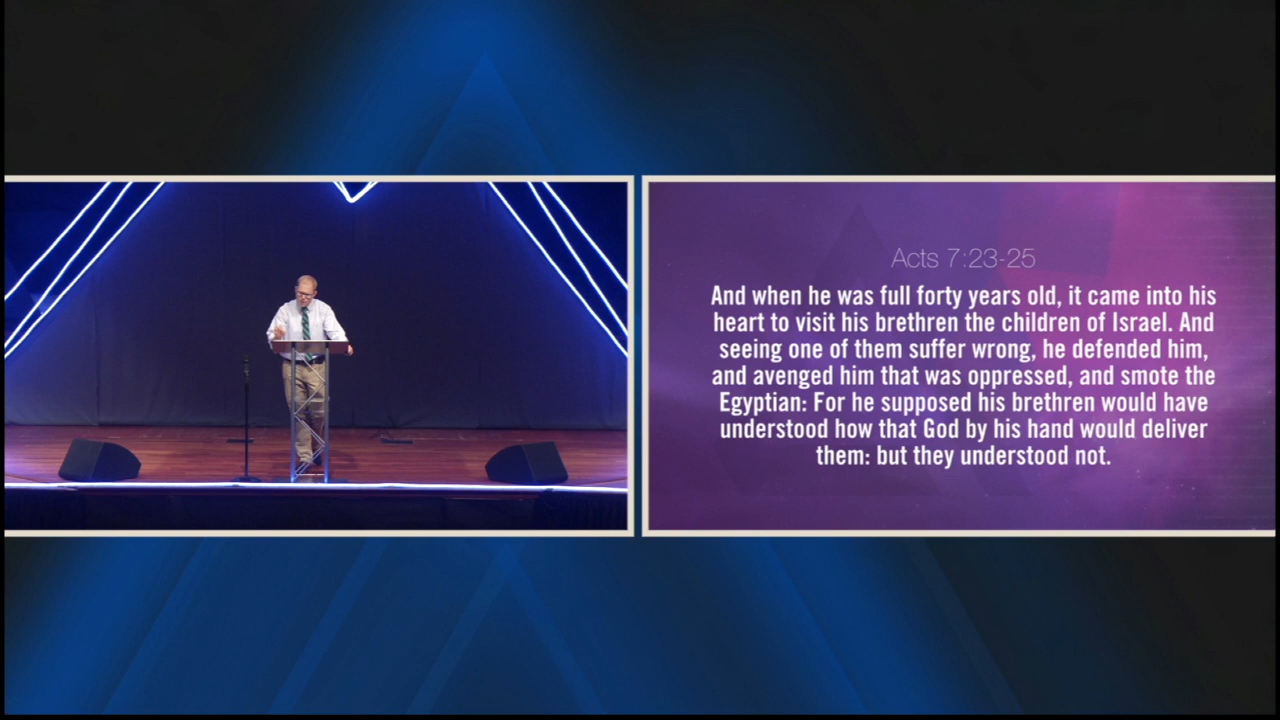 Acts 7:23-25
And when he was full forty years old, it came into his
heart to visit his brethren the children of Israel. And
seeing one of them suffer wrong, he defended him,
and avenged him that was oppressed, and smote the
Egyptian: For he supposed his brethren would have
understood how that God by his hand would deliver
them: but they understood not.